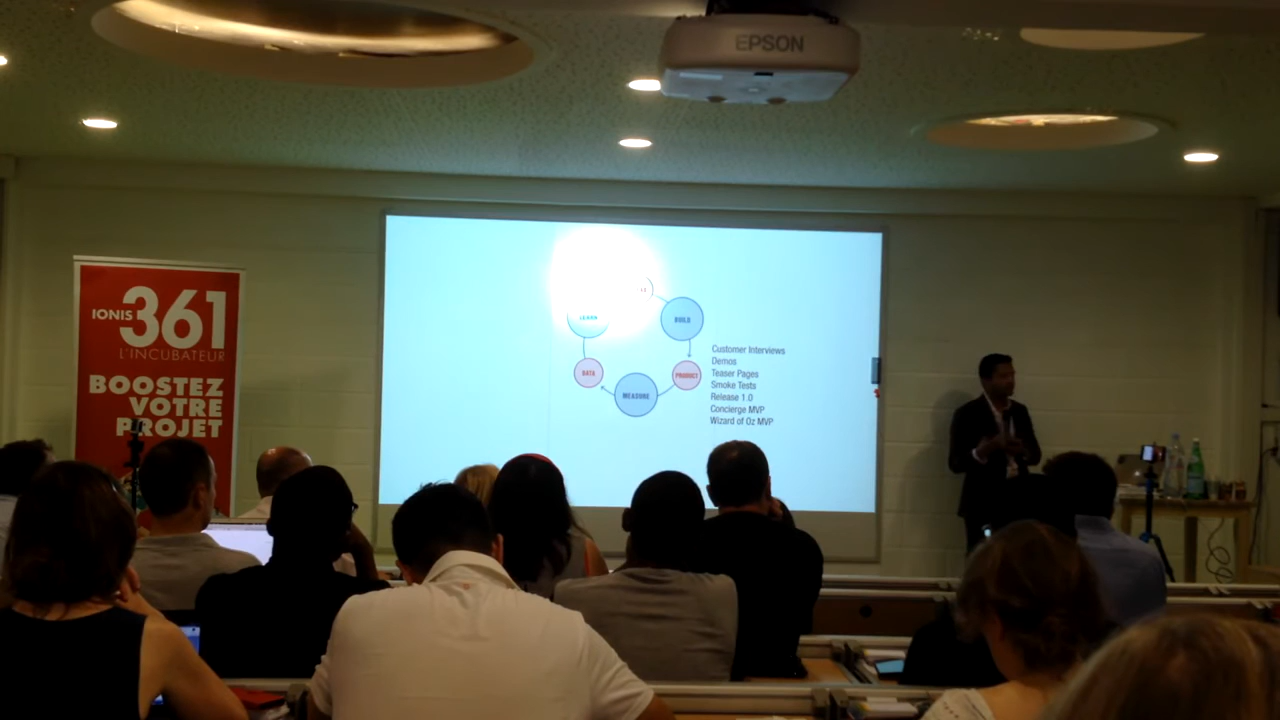 EPSON
IONIS 361
L'INCUBATEUR
BOOSTEZ
VOTRE
PROJET
LEARN
BUILD
DATA
PRODUCT
MEASURE
Customer Interviews
Demos
Teaser Pages
Smoke Tests
Release 1.0
Concierge MVP
Wizard of Oz MVP